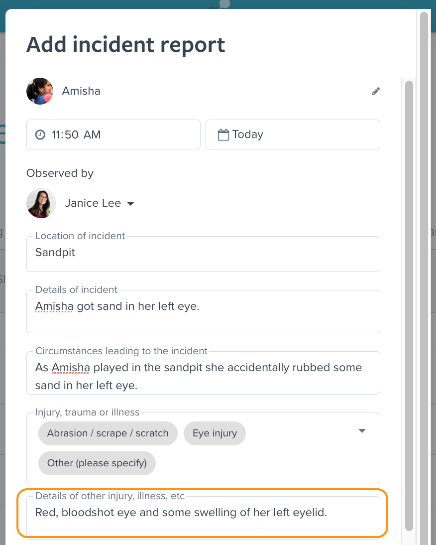 Add incident report
Amisha
11:50 AM
Today
Observed by
Janice Lee
Location of incident
Sandpit
Details of incident
Amisha got sand in her left eye.
Circumstances leading to the incident
As Amisha played in the sandpit she accidentally rubbed some
sand in her left eye.
Injury, trauma or illness
Abrasion / scrape / scratch
Eye injury
Other (please specify)
Details of other injury, illness, etc
Red, bloodshot eye and some swelling of her left eyelid.